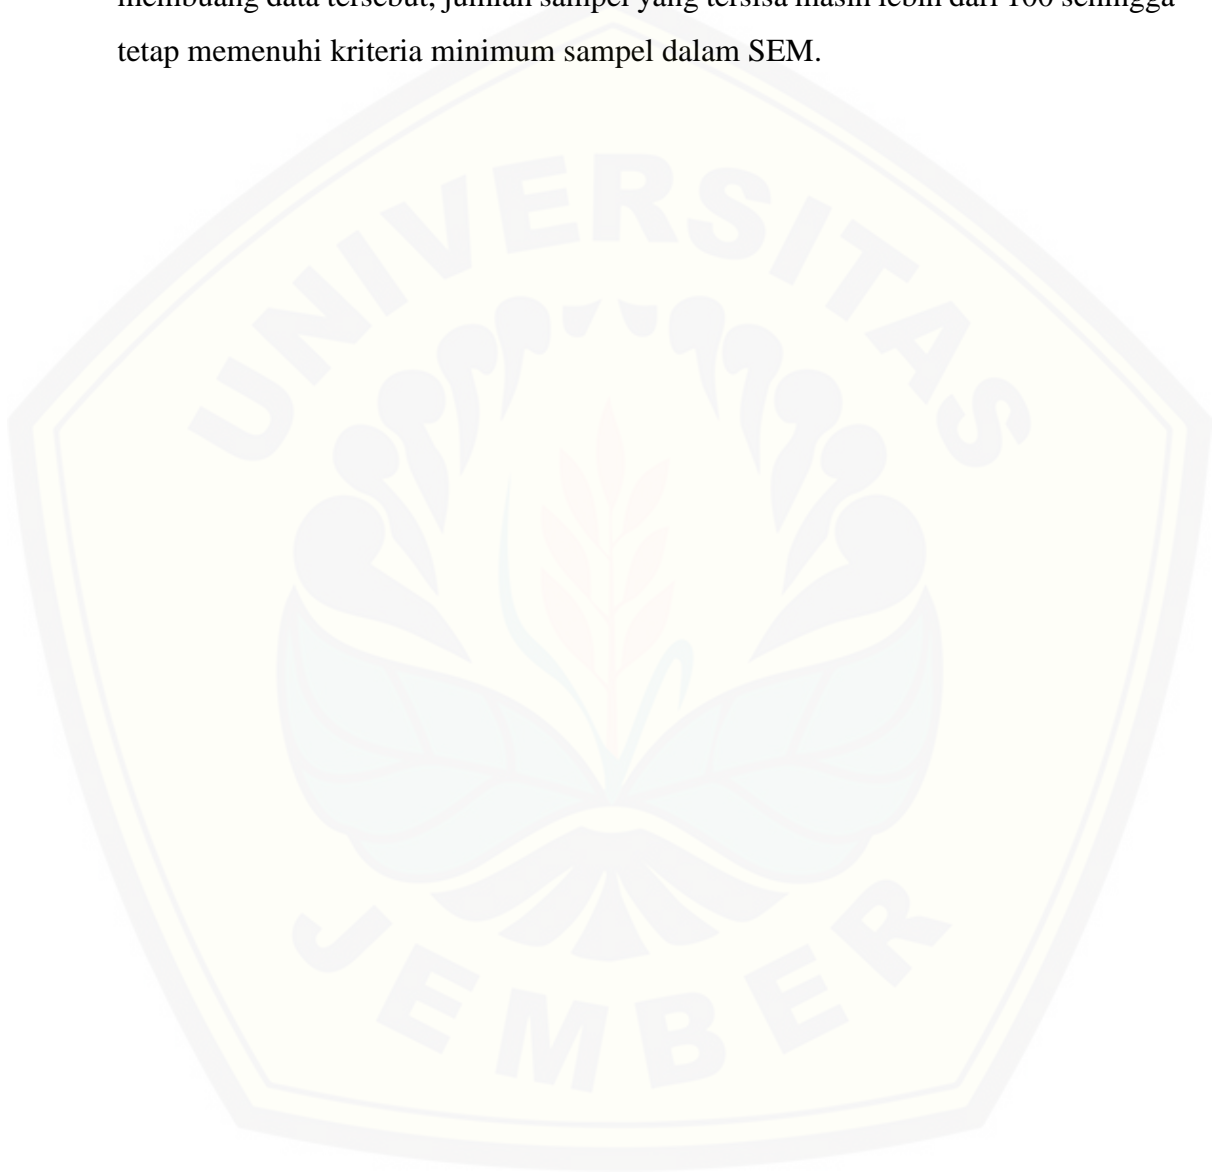 membuang data tersebut, jumlah sampel yang tersisa masih lebih dari 100 sehingga
tetap memenuhi kriteria minimum sampel dalam SEM.
UNIVERSITAS
JEMBER